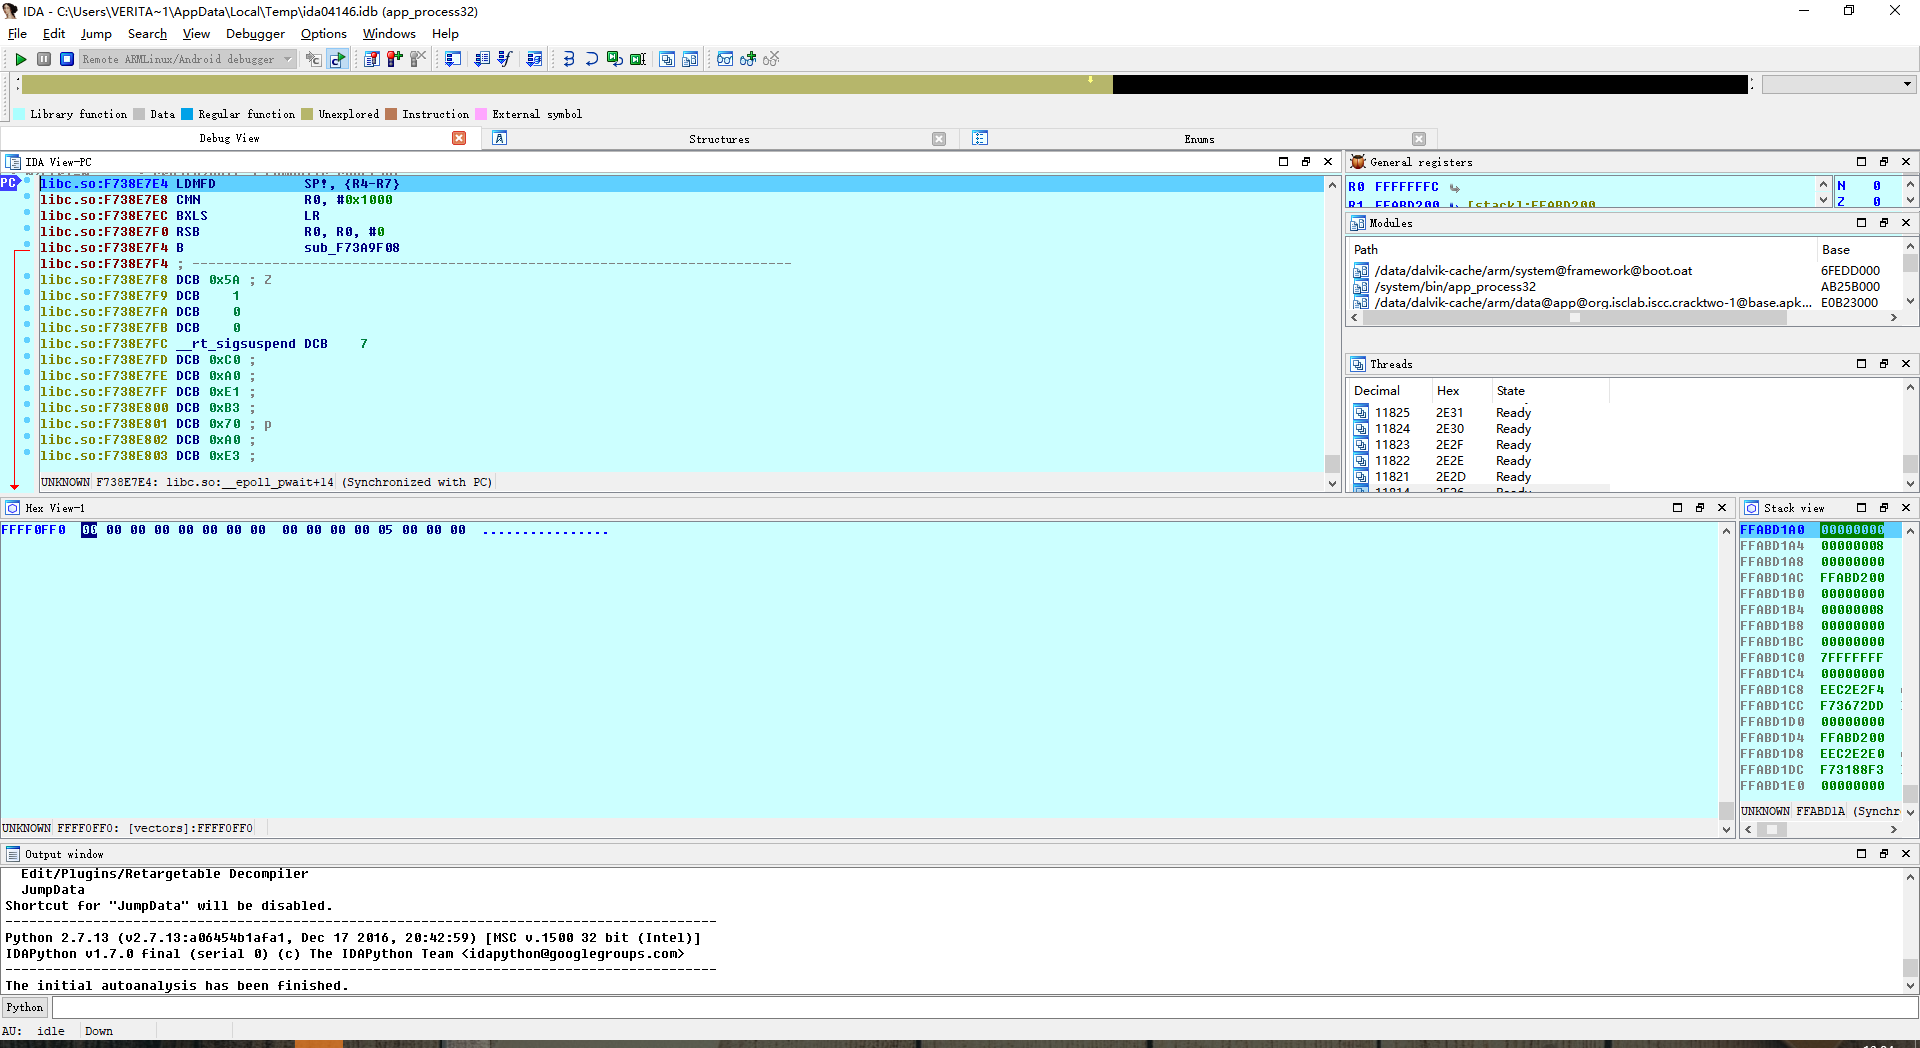 IDA - C:\Users\VERITA~1\AppData\Local\Temp\ida04146.idb (app_process32)
File Edit Jump Search View Debugger Options Windows Help
Remote ARMLinux/Android debugger
Library function Data Regular function Unexplored Instruction External symbol
Debug View Structures Enums
IDA View-PC
PC
libc.so:F738E7E4 LDMFD SP!, {R4-R7}
libc.so:F738E7E8 CMN R0, #0x1000
libc.so:F738E7EC BXLS LR
libc.so:F738E7F0 RSB R0, R0, #0
libc.so:F738E7F4 B sub_F73A9F08
libc.so:F738E7F4 ; ---------------------------------------------------------------------------
libc.so:F738E7F8 DCB 0x5A ; Z
libc.so:F738E7F9 DCB 1
libc.so:F738E7FA DCB 0
libc.so:F738E7FB DCB 0
libc.so:F738E7FC __rt_sigsuspend DCB 7
libc.so:F738E7FD DCB 0xC0 ;
libc.so:F738E7FE DCB 0xA0 ;
libc.so:F738E7FF DCB 0xE1 ;
libc.so:F738E800 DCB 0xB3 ;
libc.so:F738E801 DCB 0x70 ; p
libc.so:F738E802 DCB 0xA0 ;
libc.so:F738E803 DCB 0xE3 ;
UNKNOWN F738E7E4: libc.so:__epoll_pwait+14 (Synchronized with PC)
General registers
R0 FFFFFFFC
R1 FFABD200 [stack]:FFABD200
N 0
Z 0
Modules
Path Base
/data/dalvik-cache/arm/system@framework@boot.oat 6FEDD000
/system/bin/app_process32 AB25B000
/data/dalvik-cache/arm/data@app@org.isclab.iscc.cracktwo-1@base.apk... E0B23000
Threads
Decimal Hex State
11825 2E31 Ready
11824 2E30 Ready
11823 2E2F Ready
11822 2E2E Ready
11821 2E2D Ready
11814 2E26 Ready
Hex View-1
FFFF0FF0 00 00 00 00 00 00 00 00 00 00 00 00 05 00 00 00 ................
UNKNOWN FFFF0FF0: [vectors]:FFFF0FF0
Stack view
FFABD1A0 00000000
FFABD1A4 00000008
FFABD1A8 00000000
FFABD1AC FFABD200
FFABD1B0 00000000
FFABD1B4 00000008
FFABD1B8 00000000
FFABD1BC 00000000
FFABD1C0 7FFFFFFF
FFABD1C4 00000000
FFABD1C8 EEC2E2F4
FFABD1CC F73672DD
FFABD1D0 00000000
FFABD1D4 FFABD200
FFABD1D8 EEC2E2E0
FFABD1DC F73188F3
FFABD1E0 00000000
UNKNOWN FFABD1A (Synchr
Output window
Edit/Plugins/Retargetable Decompiler
JumpData
Shortcut for "JumpData" will be disabled.
-----------------------------------------------------------------------------------------
Python 2.7.13 (v2.7.13:a06454b1afa1, Dec 17 2016, 20:42:59) [MSC v.1500 32 bit (Intel)]
IDAPython v1.7.0 final (serial 0) (c) The IDAPython Team <idapython@googlegroups.com>
-----------------------------------------------------------------------------------------
The initial autoanalysis has been finished.
Python
AU: idle Down